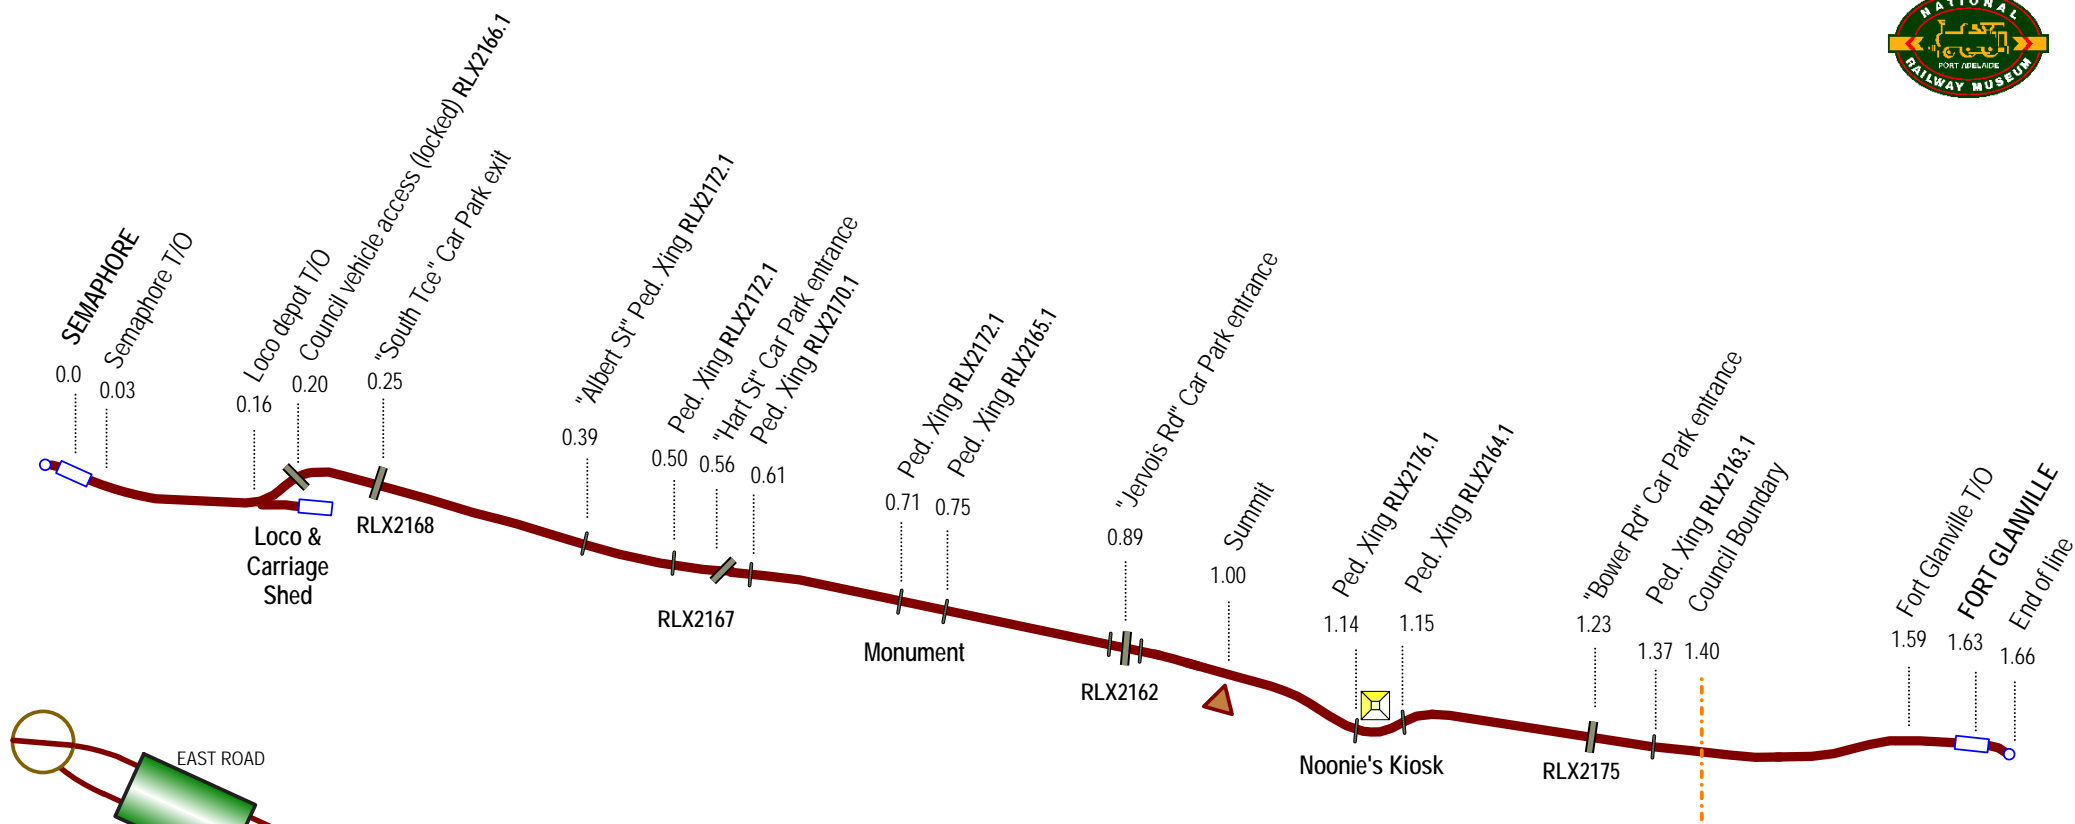 NATIONAL
PORT ADELAIDE
RAILWAY MUSEUM
SEMAPHORE
0.0
Semaphore T/O
0.03
Loco depot T/O
0.16
Council vehicle access (locked) RLX2166.1
0.20
"South Tce" Car Park exit
0.25
"Albert St" Ped. Xing RLX2172.1
0.39
Ped. Xing RLX2172.1
0.50
"Hart St" Car Park entrance
0.56
Ped. Xing RLX2170.1
0.61
Ped. Xing RLX2172.1
0.71
Ped. Xing RLX2165.1
0.75
"Jervois Rd" Car Park entrance
0.89
Summit
1.00
Ped. Xing RLX2176.1
1.14
Ped. Xing RLX2164.1
1.15
"Bower Rd" Car Park entrance
1.23
Ped. Xing RLX2163.1
1.37
Council Boundary
1.40
Fort Glanville T/O
1.59
FORT GLANVILLE
1.63
End of line
1.66
Loco &
Carriage
Shed
RLX2168
RLX2167
Monument
RLX2162
Noonie's Kiosk
RLX2175
EAST ROAD